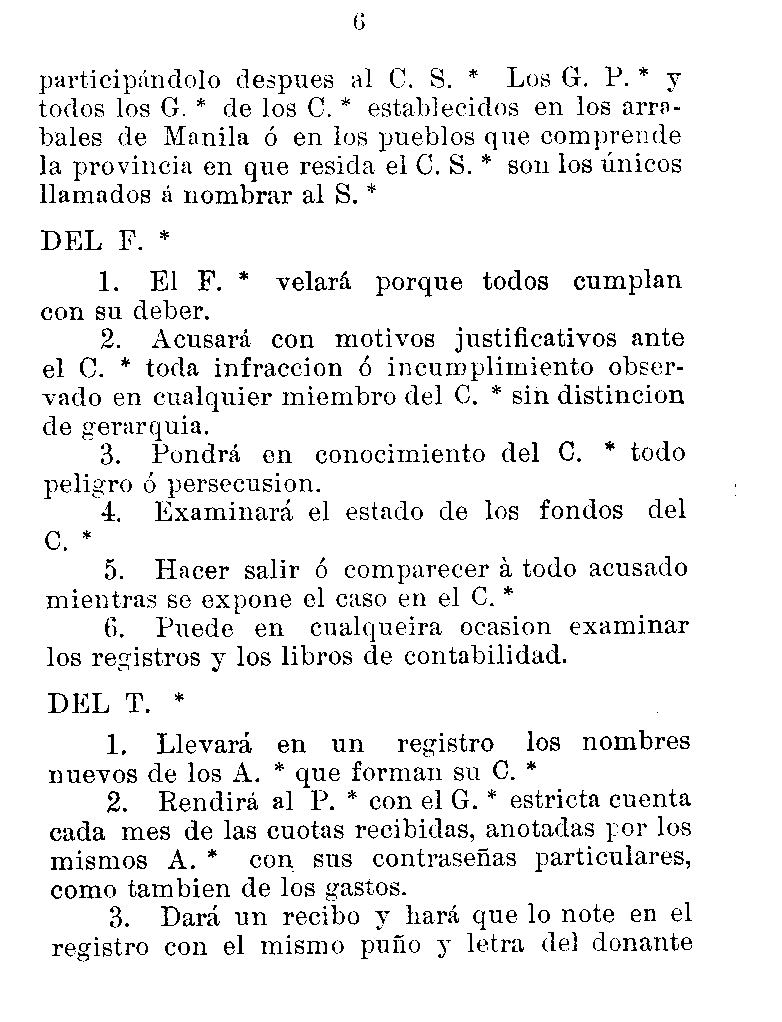 6
participándolo despues al C. S. * Los G. P. * y
todos los G. * de los C. * establecidos en los arra-
bales de Manila ó en los pueblos que comprende
la provincia en que resida el C. S. * son los únicos
llamados á nombrar al S. *
DEL F. *
1. El F. * velará porque todos cumplan
con su deber.
2. Acusará con motivos justificativos ante
el C. * toda infraccion ó incumplimiento obser-
vado en cualquier miembro del C. * sin distincion
de gerarquia.
3. Pondrá en conocimiento del C. * todo
peligro ó persecusion.
4. Examinará el estado de los fondos del
C. *
5. Hacer salir ó comparecer à todo acusado
mientras se expone el caso en el C. *
6. Puede en cualqueira ocasion examinar
los registros y los libros de contabilidad.
DEL T. *
1. Llevará en un registro los nombres
nuevos de los A. * que forman su C. *
2. Rendirá al P. * con el G. * estricta cuenta
cada mes de las cuotas recibidas, anotadas por los
mismos A. * con sus contraseñas particulares,
como tambien de los gastos.
3. Dará un recibo y hará que lo note en el
registro con el mismo puño y letra del donante